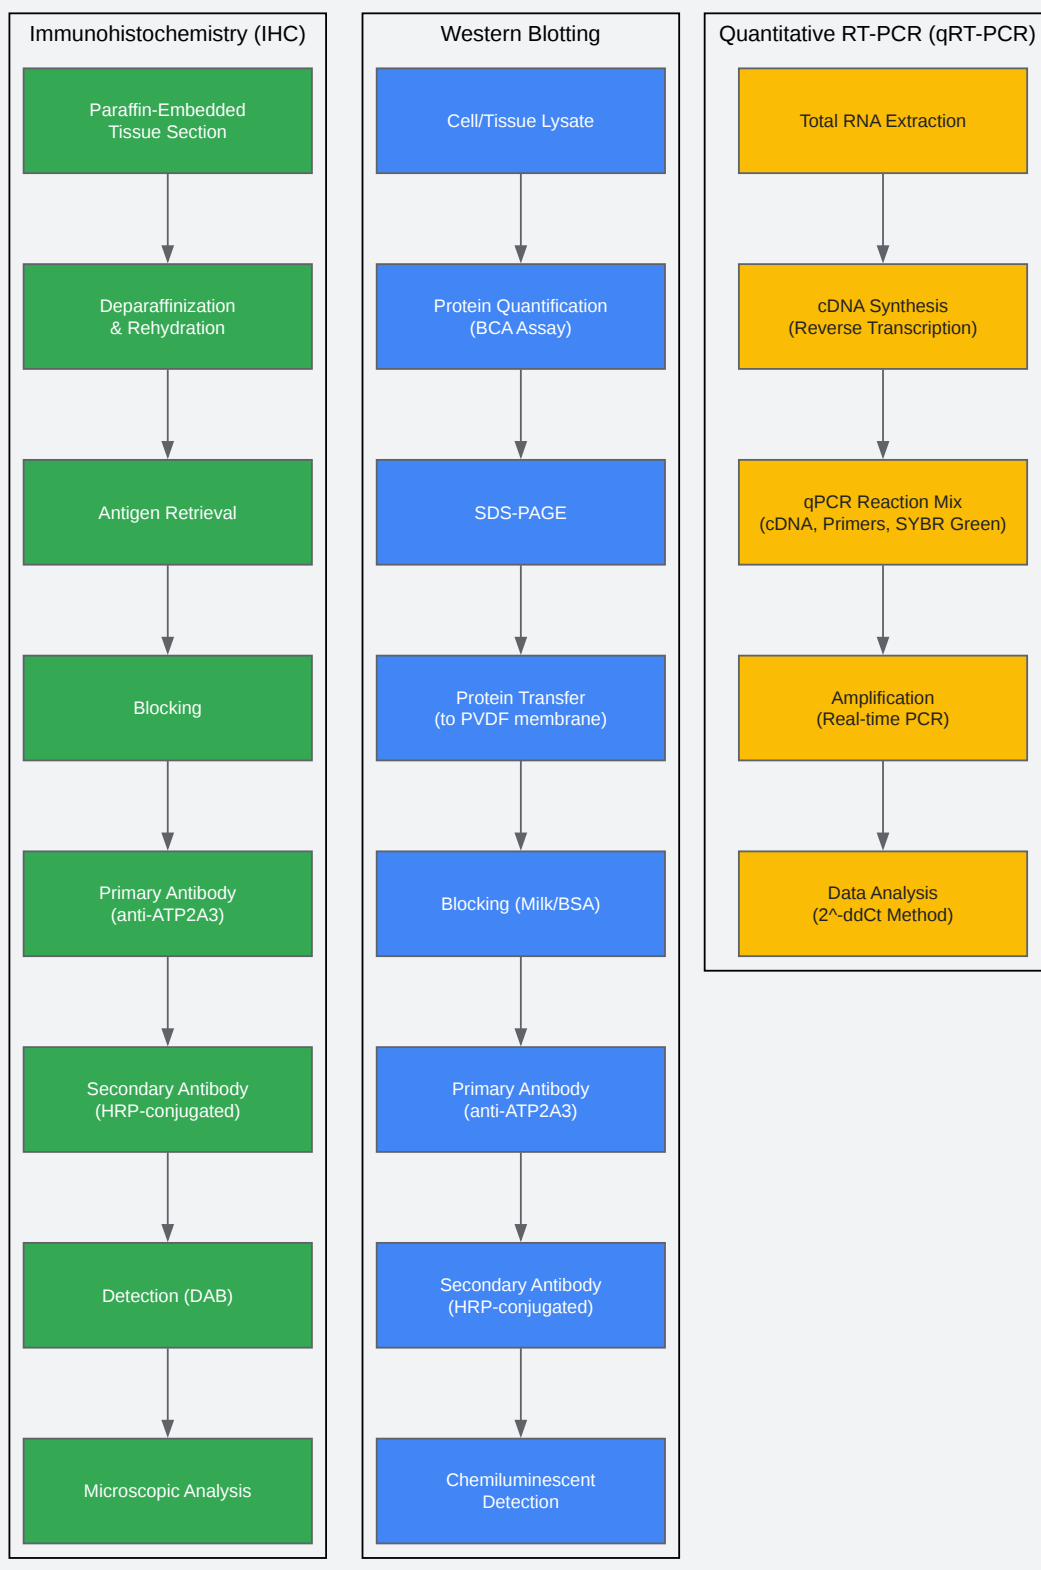 Immunohistochemistry (IHC)
Paraffin-Embedded
Tissue Section
Deparaffinization
& Rehydration
Antigen Retrieval
Blocking
Primary Antibody
(anti-ATP2A3)
Secondary Antibody
(HRP-conjugated)
Detection (DAB)
Microscopic Analysis
Western Blotting
Cell/Tissue Lysate
Protein Quantification
(BCA Assay)
SDS-PAGE
Protein Transfer
(to PVDF membrane)
Blocking (Milk/BSA)
Primary Antibody
(anti-ATP2A3)
Secondary Antibody
(HRP-conjugated)
Chemiluminescent
Detection
Quantitative RT-PCR (qRT-PCR)
Total RNA Extraction
cDNA Synthesis
(Reverse Transcription)
qPCR Reaction Mix
(cDNA, Primers, SYBR Green)
Amplification
(Real-time PCR)
Data Analysis
(2^-ddCt Method)